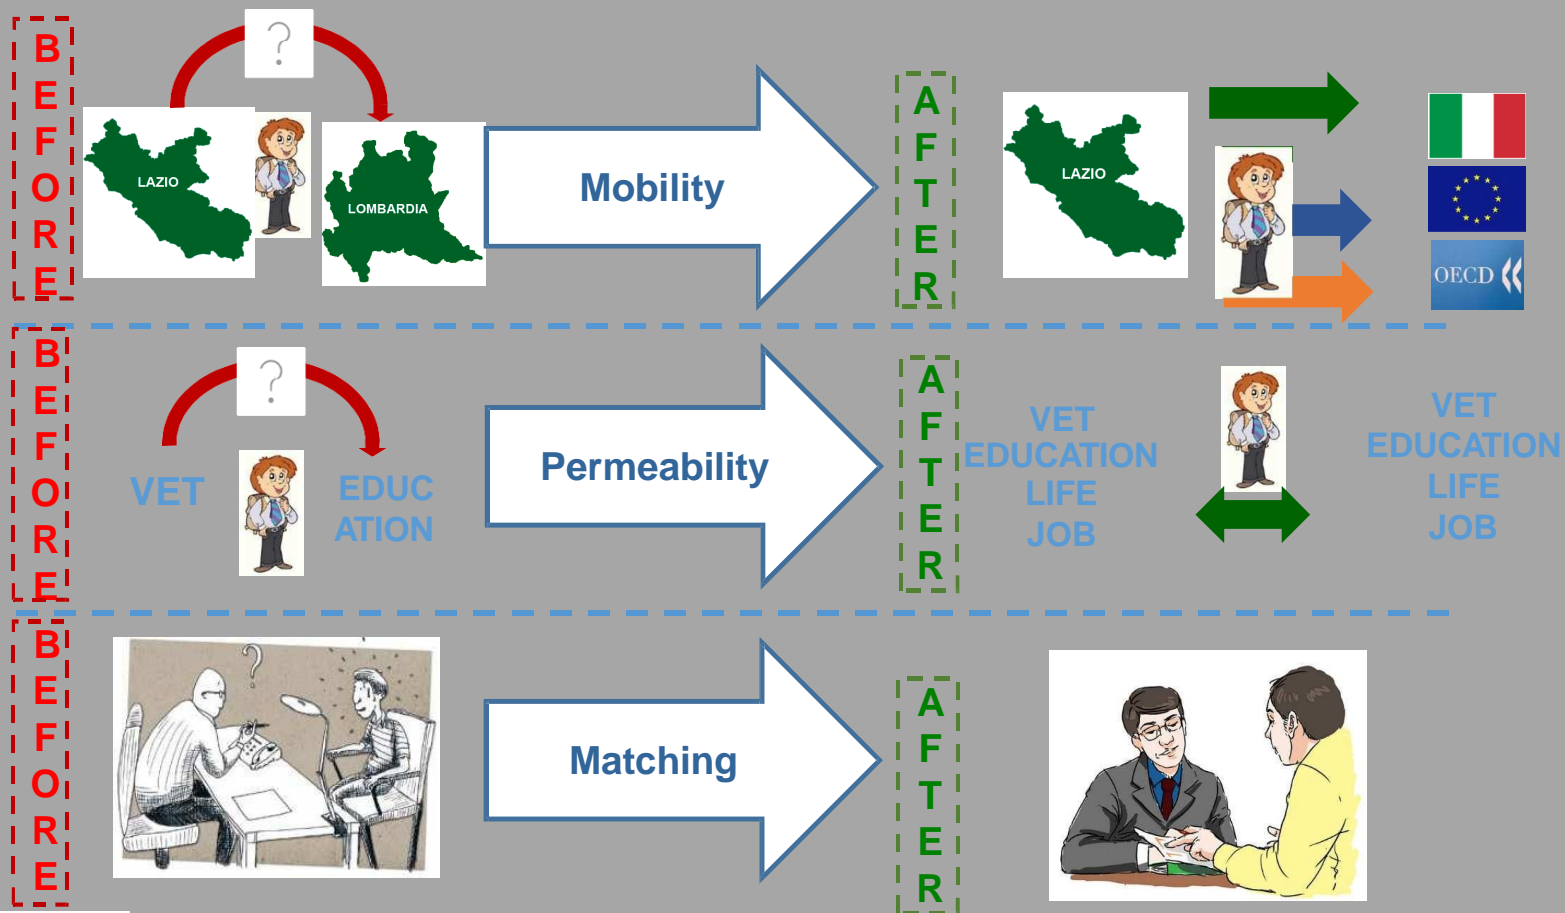 BEFORE
?
LAZIO
LOMBARDIA
Mobility
AFTER
LAZIO
OECD
BEFORE
?
VET
EDUC
ATION
Permeability
AFTER
VET
EDUCATION
LIFE
JOB
VET
EDUCATION
LIFE
JOB
BEFORE
?
Matching
AFTER